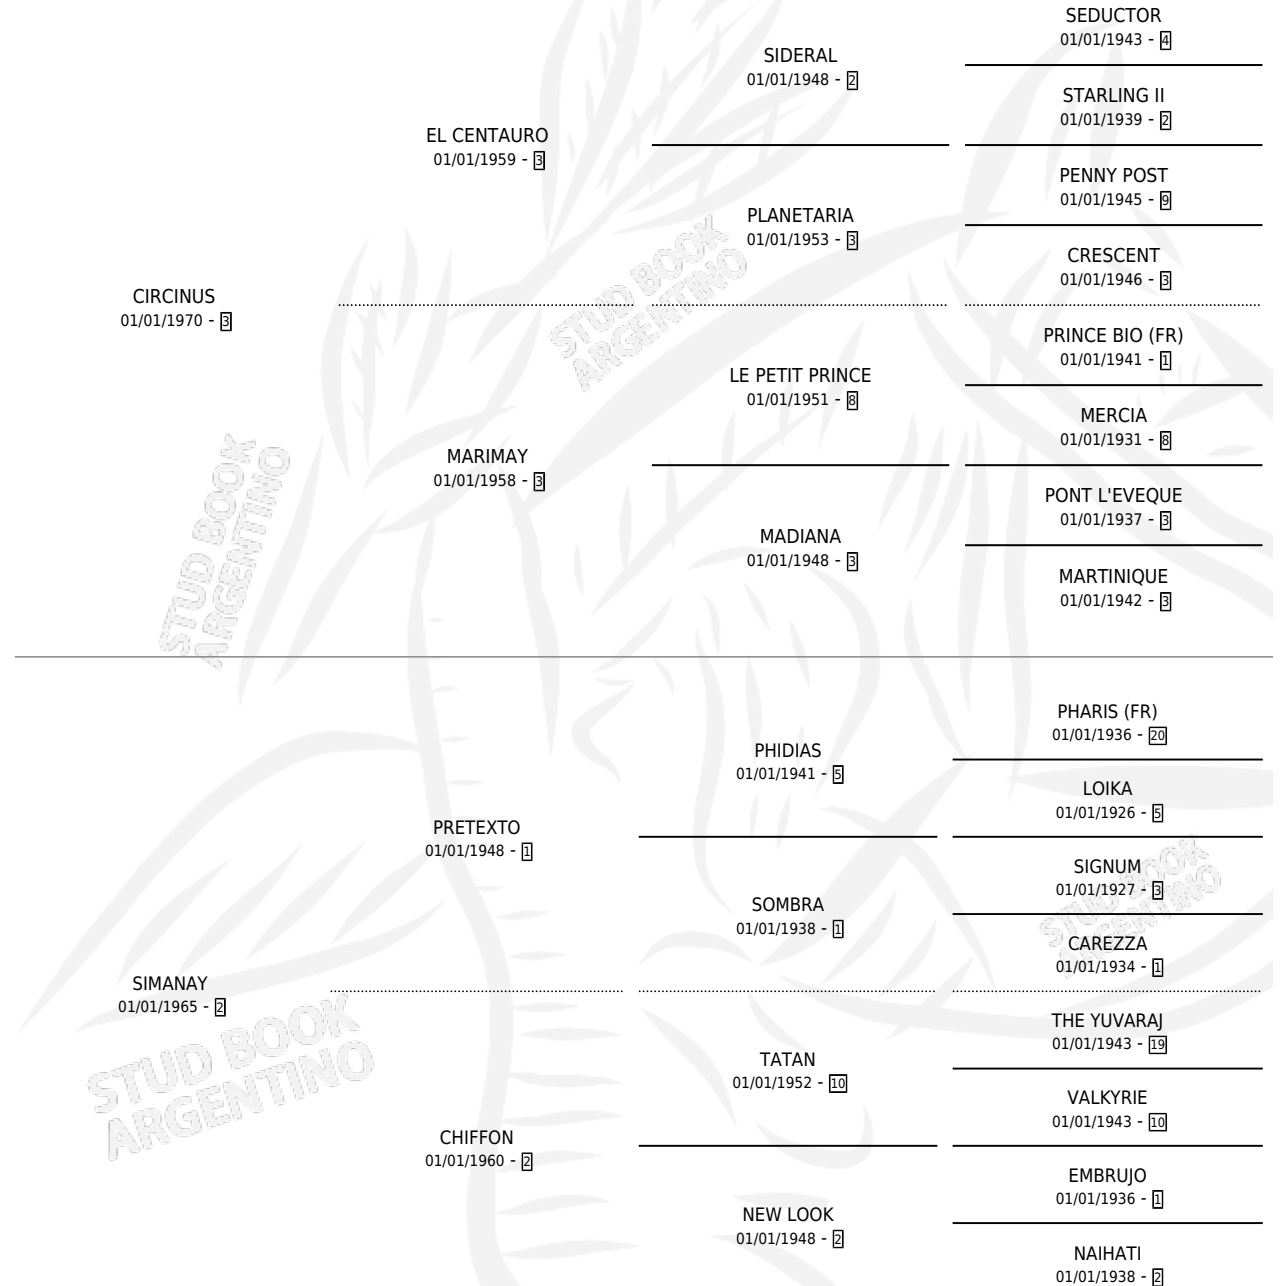 SEDUCTOR
01/01/1943 - 4
SIDERAL
01/01/1948 - 2
STARLING II
01/01/1939 - 2
EL CENTAURO
01/01/1959 - 3
PENNY POST
01/01/1945 - 9
PLANETARIA
01/01/1953 - 3
CRESCENT
01/01/1946 - 3
CIRCINUS
01/01/1970 - 3
STUD BOOK
ARGENTINO
PRINCE BIO (FR)
01/01/1941 - 1
LE PETIT PRINCE
01/01/1951 - 8
MERCIA
01/01/1931 - 8
MARIMAY
01/01/1958 - 3
PONT L'EVEQUE
01/01/1937 - 3
MADIANA
01/01/1948 - 3
MARTINIQUE
01/01/1942 - 3
STUD BOOK
ARGENTINO
PHARIS (FR)
01/01/1936 - 20
PHIDIAS
01/01/1941 - 5
LOIKA
01/01/1926 - 5
PRETEXTO
01/01/1948 - 1
SIGNUM
01/01/1927 - 3
SOMBRA
01/01/1938 - 1
CAREZZA
01/01/1934 - 1
STUD BOOK
ARGENTINO
SIMANAY
01/01/1965 - 2
THE YUVARAJ
01/01/1943 - 19
TATAN
01/01/1952 - 10
VALKYRIE
01/01/1943 - 10
STUD BOOK
ARGENTINO
CHIFFON
01/01/1960 - 2
EMBRUJO
01/01/1936 - 1
NEW LOOK
01/01/1948 - 2
NAIHATI
01/01/1938 - 2